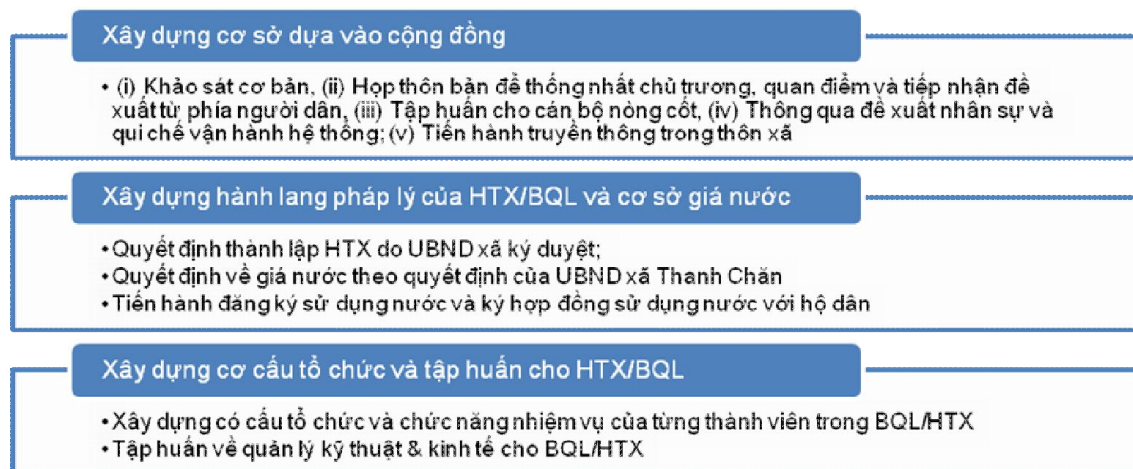 Xây dựng cơ sở dựa vào cộng đồng
• (i) Khảo sát cơ bản, (ii) Họp thôn bản để thống nhất chủ trương, quan điểm và tiếp nhận đề
xuất từ phía người dân, (iii) Tập huấn cho cán bộ nòng cốt, (iv) Thông qua đề xuất nhân sự và
qui chế vận hành hệ thống; (v) Tiến hành truyền thông trong thôn xã
Xây dựng hành lang pháp lý của HTX/BQL và cơ sở giá nước
•Quyết định thành lập HTX do UBND xã ký duyệt;
•Quyết định về giá nước theo quyết định của UBND xã Thanh Chăn
•Tiến hành đăng ký sử dụng nước và ký hợp đồng sử dụng nước với hộ dân
Xây dựng cơ cấu tổ chức và tập huấn cho HTX/BQL
•Xây dựng có cấu tổ chức và chức năng nhiệm vụ của từng thành viên trong BQL/HTX
•Tập huấn về quản lý kỹ thuật & kinh tế cho BQL/HTX